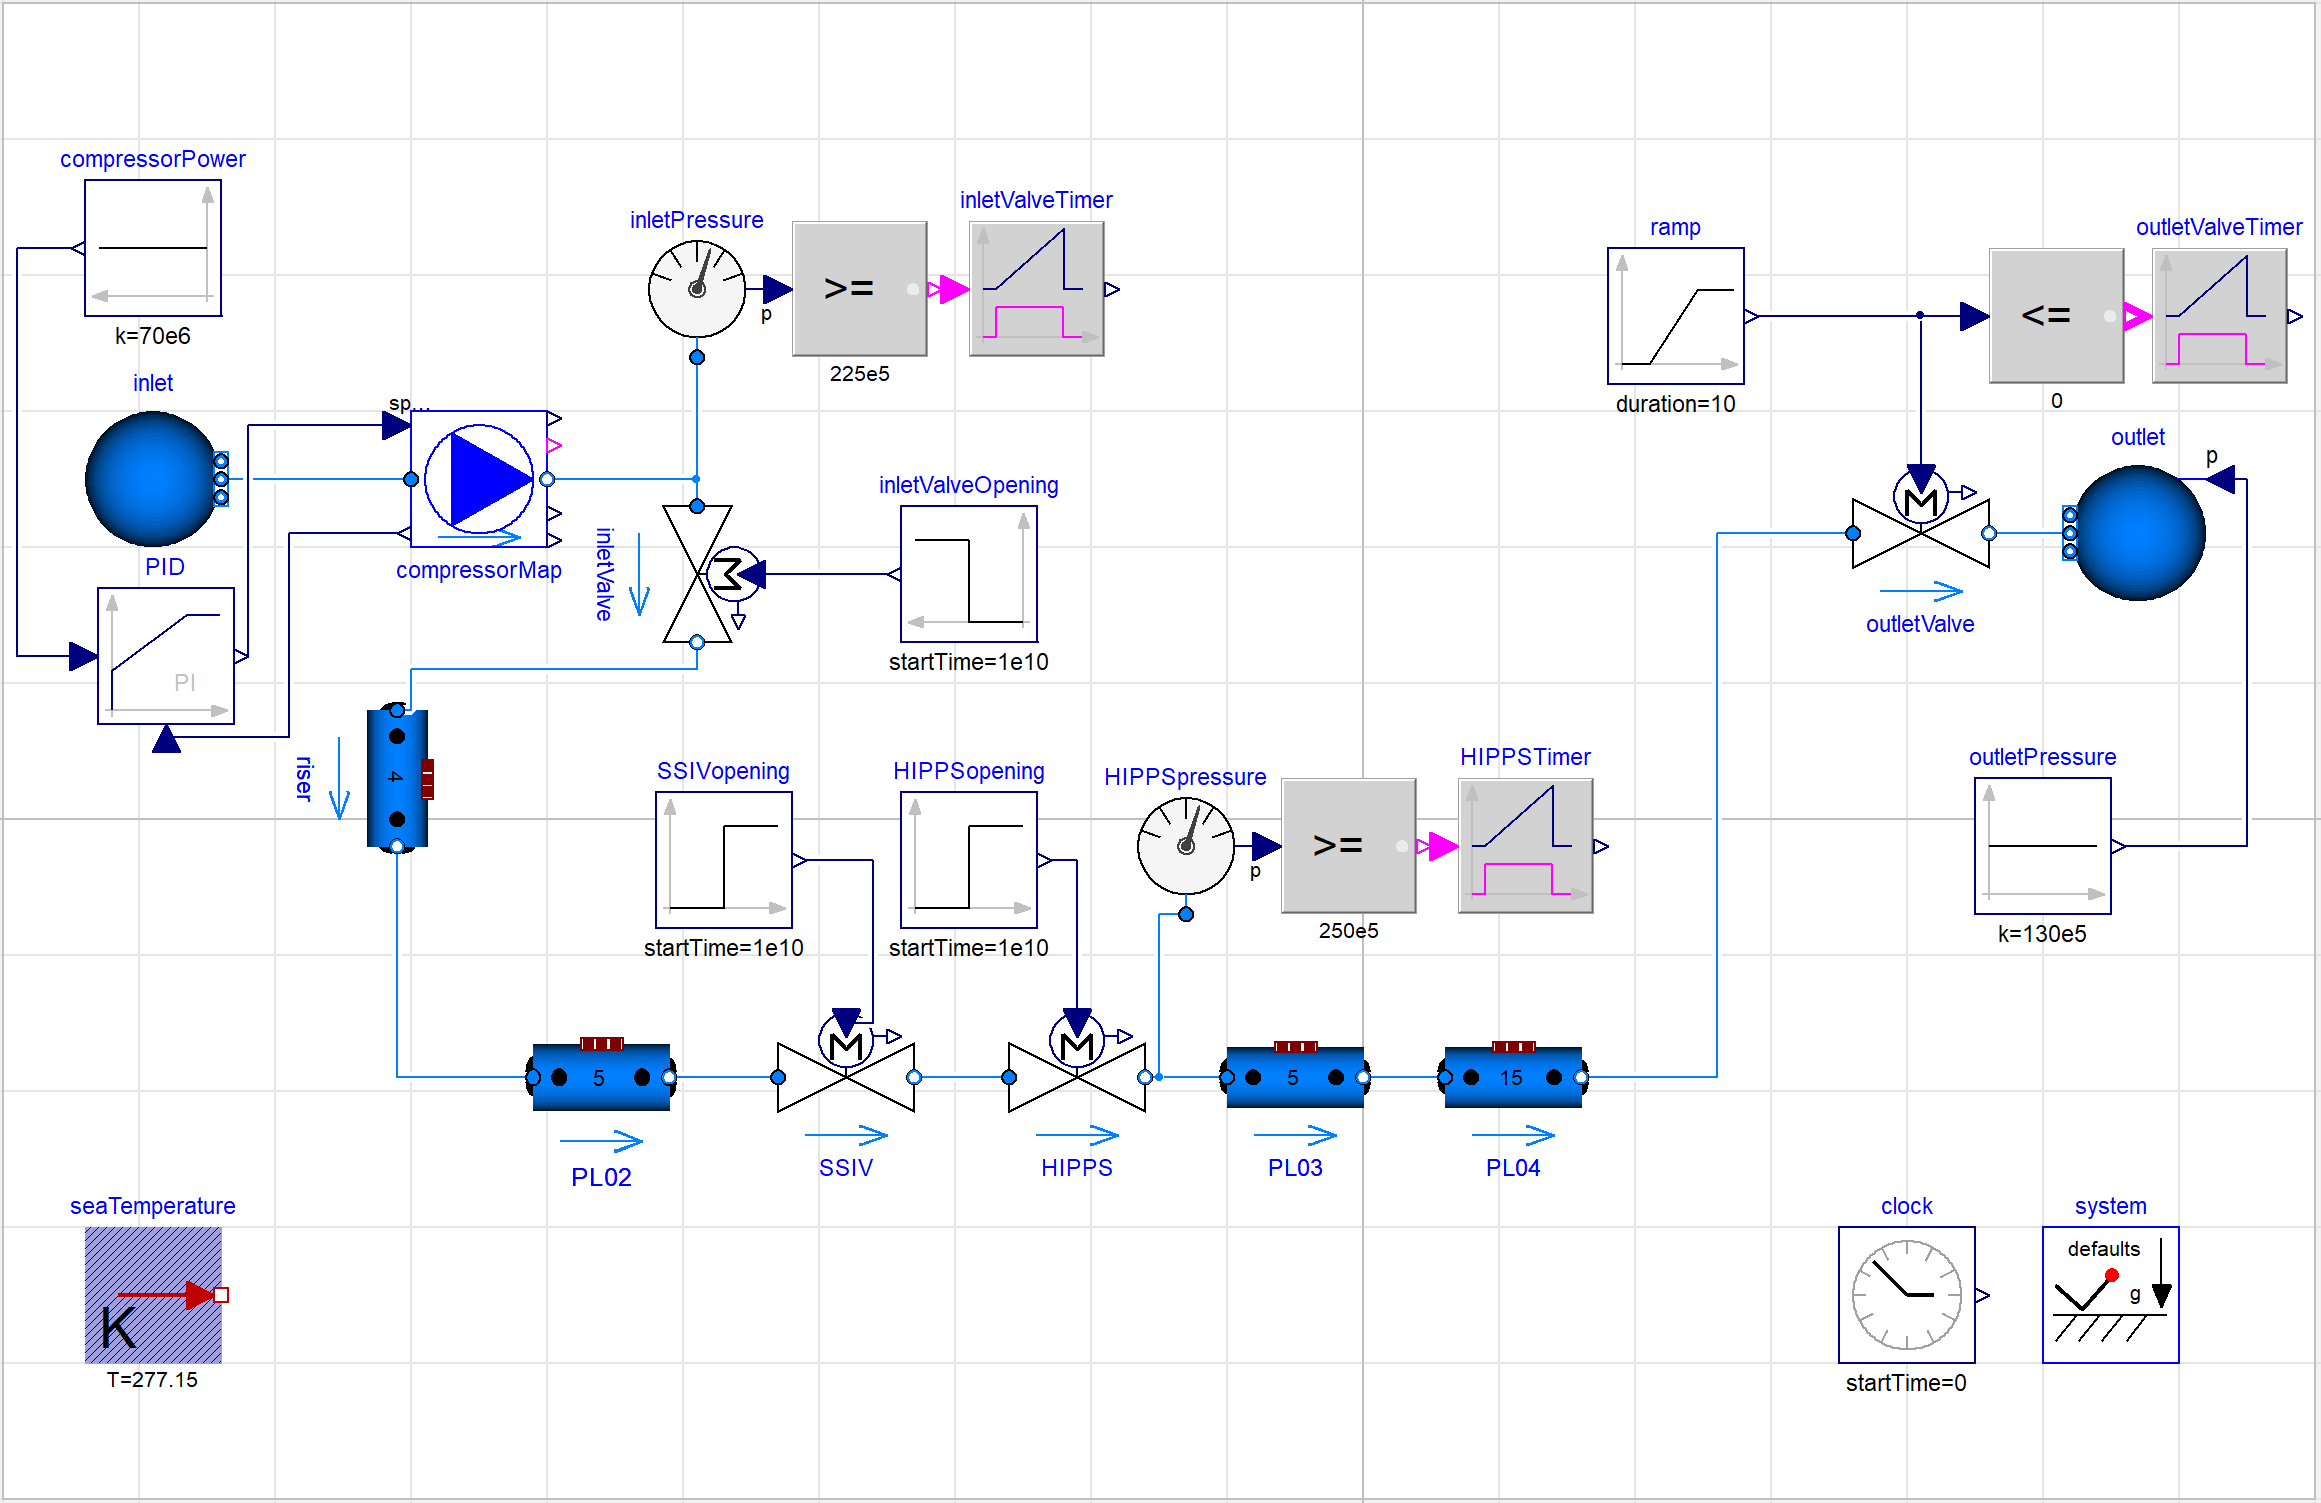 compressorPower
k=70e6
inlet
PID
PI
sp...
compressorMap
inletPressure
p
>=
225e5
inletValveTimer
inletValve
M
inletValveOpening
startTime=1e10
ramp
duration=10
<=
0
outletValveTimer
outlet
p
M
outletValve
riser
4
SSIVopening
startTime=1e10
HIPPSopening
startTime=1e10
HIPPSpressure
p
>=
250e5
HIPPSTimer
outletPressure
k=130e5
5
PL02
M
SSIV
M
HIPPS
5
PL03
15
PL04
seaTemperature
K
T=277.15
clock
startTime=0
system
defaults
g